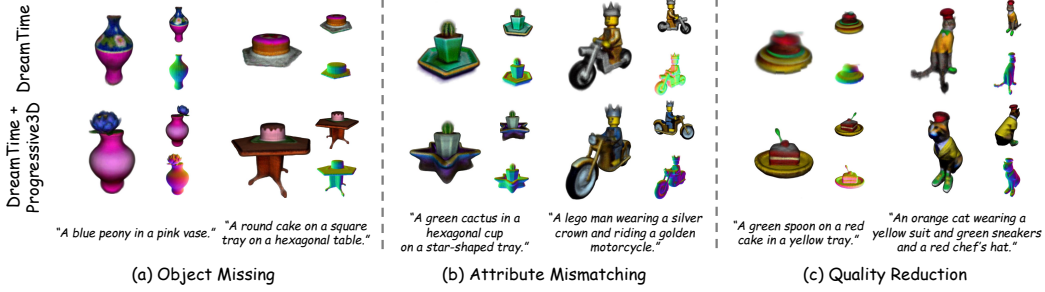 DreamTime
DreamTime +
Progressive3D
"A blue peony in a pink vase."
"A round cake on a square
tray on a hexagonal table."
"A green cactus in a
hexagonal cup
on a star-shaped tray."
"A lego man wearing a silver
crown and riding a golden
motorcycle."
"A green spoon on a red
cake in a yellow tray."
"An orange cat wearing a
yellow suit and green sneakers
and a red chef's hat."
(a) Object Missing
(b) Attribute Mismatching
(c) Quality Reduction